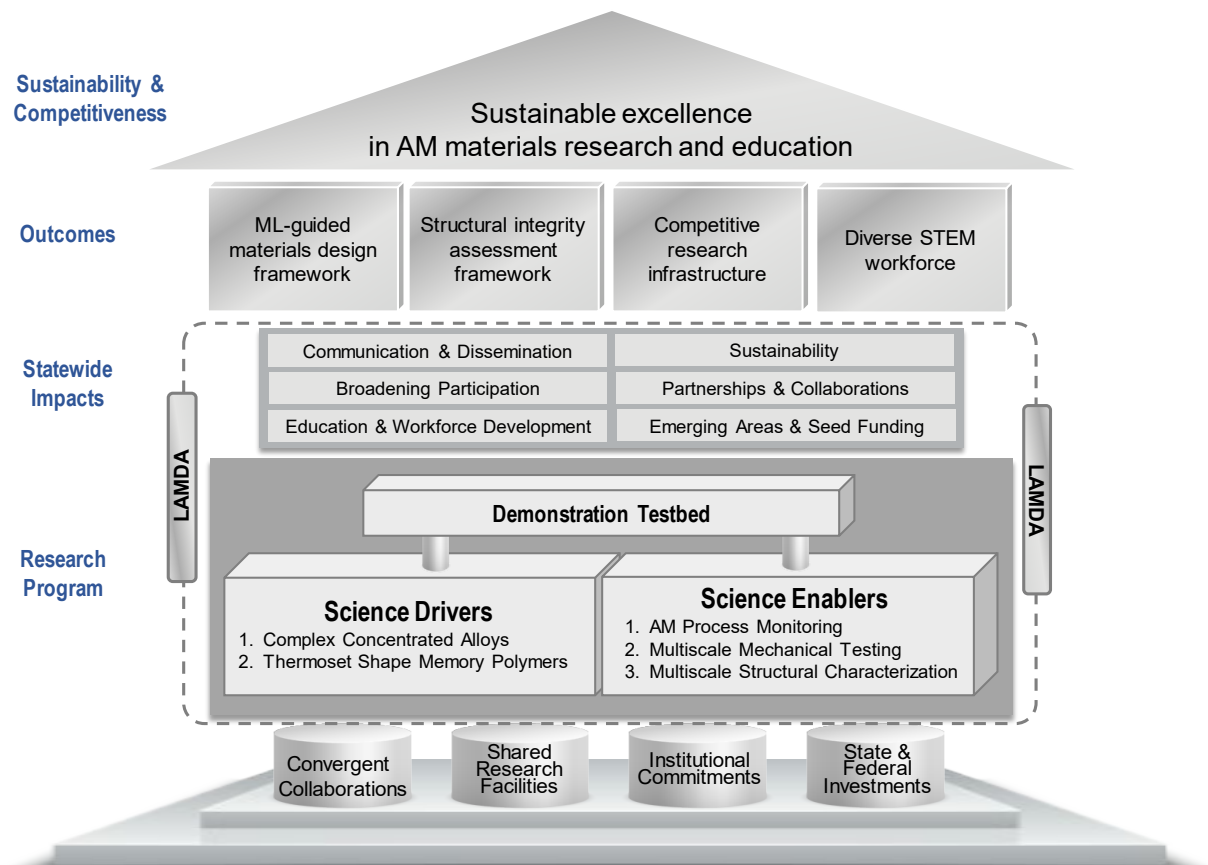 Sustainability &
Competitiveness
Sustainable excellence
in AM materials research and education
Outcomes
ML-guided
materials design
framework
Structural integrity
assessment
framework
Competitive
research
infrastructure
Diverse STEM
workforce
Statewide
Impacts
Communication & Dissemination
Sustainability
Broadening Participation
Partnerships & Collaborations
Education & Workforce Development
Emerging Areas & Seed Funding
LAMDA
LAMDA
Research
Program
Demonstration Testbed
Science Drivers
1. Complex Concentrated Alloys
2. Thermoset Shape Memory Polymers
Science Enablers
1. AM Process Monitoring
2. Multiscale Mechanical Testing
3. Multiscale Structural Characterization
Convergent
Collaborations
Shared
Research
Facilities
Institutional
Commitments
State &
Federal
Investments